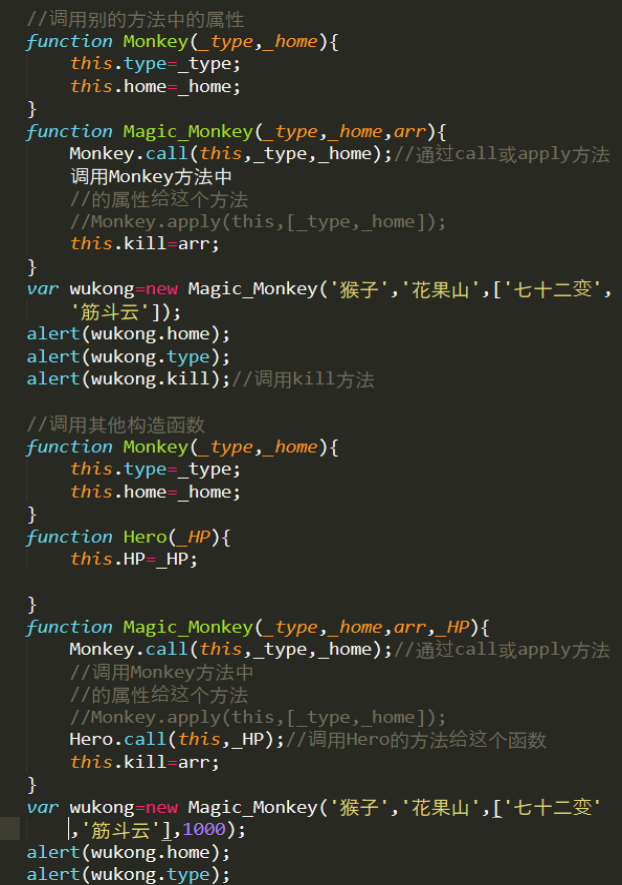 //调用别的方法中的属性
function Monkey(_type,_home){
    this.type=_type;
    this.home=_home;
}
function Magic_Monkey(_type,_home,arr){
    Monkey.call(this,_type,_home);//通过call或apply方法
    调用Monkey方法中
    //的属性给这个方法
    //Monkey.apply(this,[_type,_home]);
    this.kill=arr;
}
var wukong=new Magic_Monkey('猴子','花果山',['七十二变',
    '筋斗云']);
alert(wukong.home);
alert(wukong.type);
alert(wukong.kill);//调用kill方法
//调用其他构造函数
function Monkey(_type,_home){
    this.type=_type;
    this.home=_home;
}
function Hero(_HP){
    this.HP=_HP;
}
function Magic_Monkey(_type,_home,arr,_HP){
    Monkey.call(this,_type,_home);//通过call或apply方法
    //调用Monkey方法中
    //的属性给这个方法
    //Monkey.apply(this,[_type,_home]);
    Hero.call(this,_HP);//调用Hero的方法给这个函数
    this.kill=arr;
}
var wukong=new Magic_Monkey('猴子','花果山',['七十二变'
    ,'筋斗云'],1000);
alert(wukong.home);
alert(wukong.type);